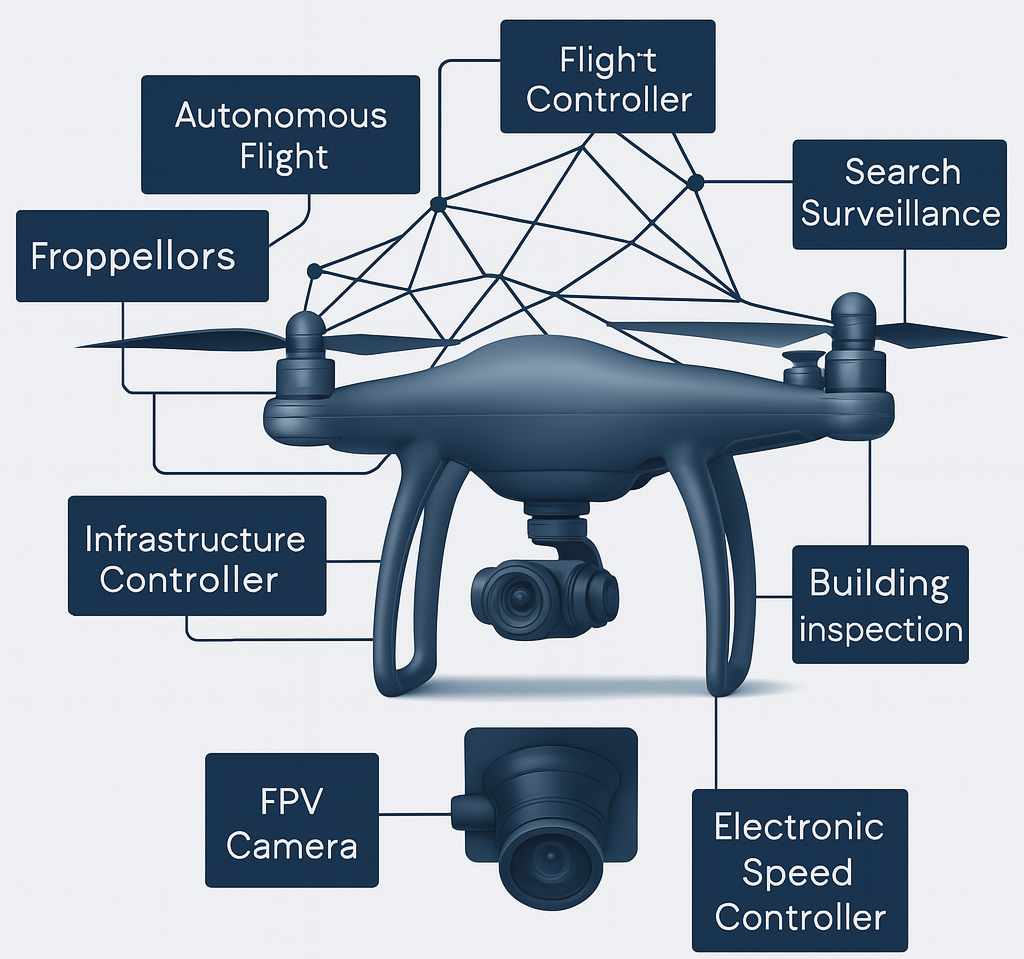 Flight
Controller
Autonomous
Flight
Search
Surveillance
Froppellors
Infrastructure
Controller
Building
inspection
FPV
Camera
Electronic
Speed
Controller